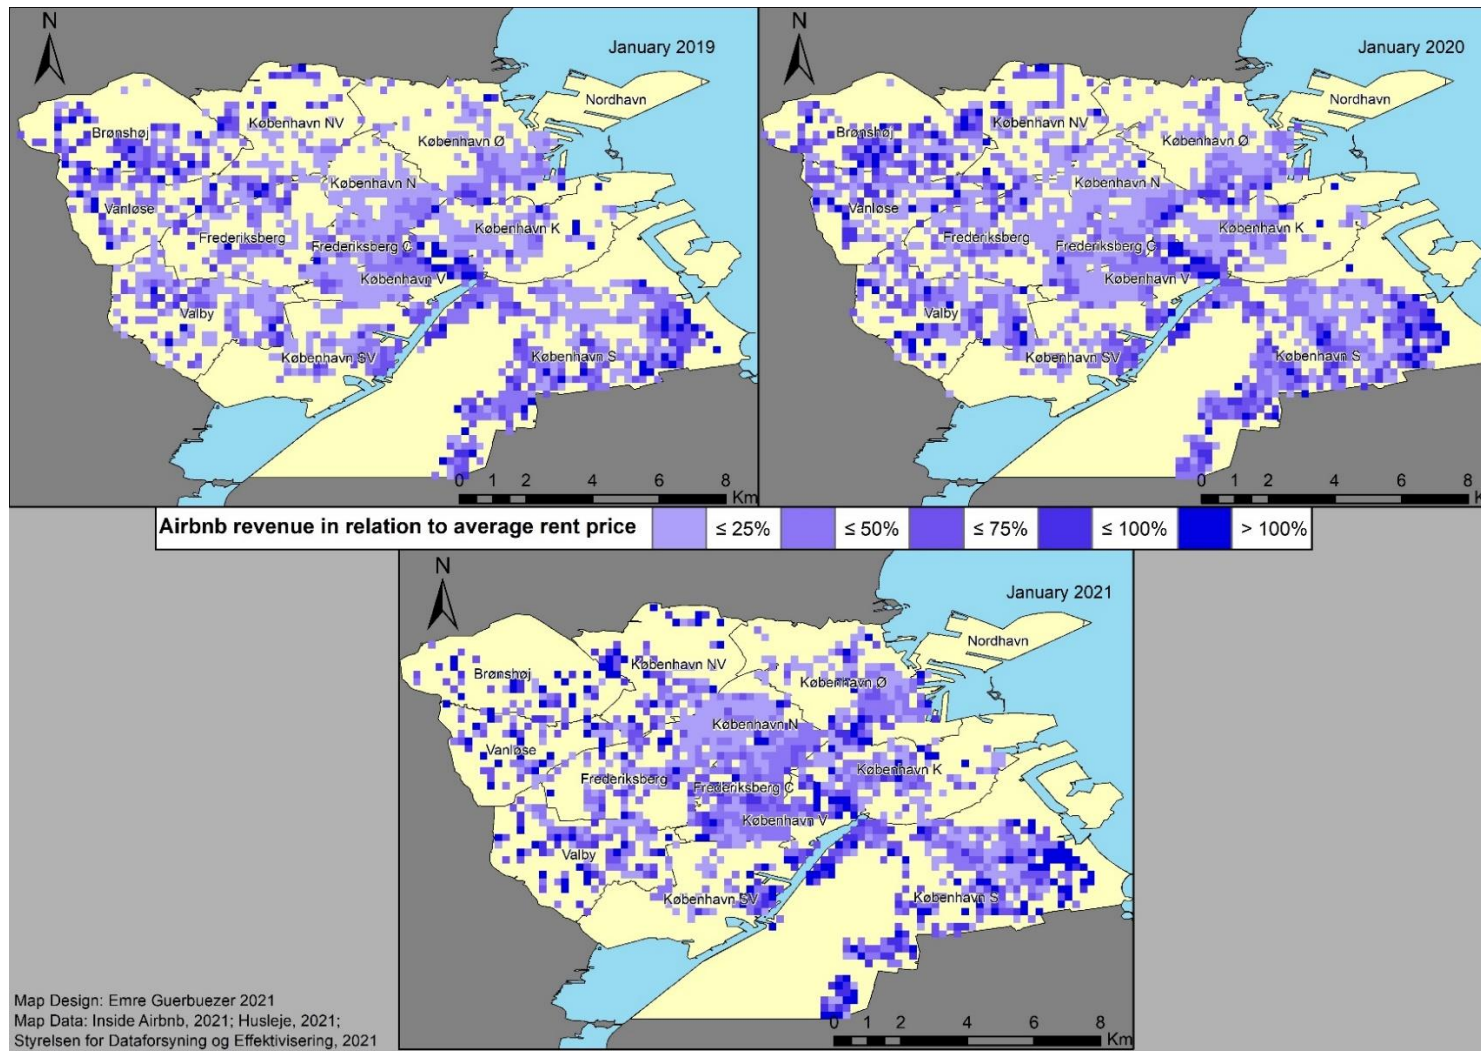 N
January 2019
Nordhavn
København NV
Brønshøj
København Ø
København N
Vanløse
København K
Frederiksberg
Frederiksberg C
København V
Valby
København SV
København S
0 1 2 4 6 8
Km
N
January 2020
Nordhavn
København NV
Brønshøj
København Ø
København N
Vanløse
København K
Frederiksberg
Frederiksberg C
København V
Valby
København SV
København S
0 1 2 4 6 8
K
Airbnb revenue in relation to average rent price ≤ 25% ≤ 50% ≤ 75% ≤ 100% > 100%
N
January 2021
Nordhavn
København NV
Brønshøj
København Ø
København N
Vanløse
København K
Frederiksberg
Frederiksberg C
København V
Valby
København SV
København S
0 1 2 4 6 8
Km
Map Design: Emre Guerbuezer 2021
Map Data: Inside Airbnb, 2021; Husleje, 2021;
Styrelsen for Dataforsyning og Effektivisering, 2021